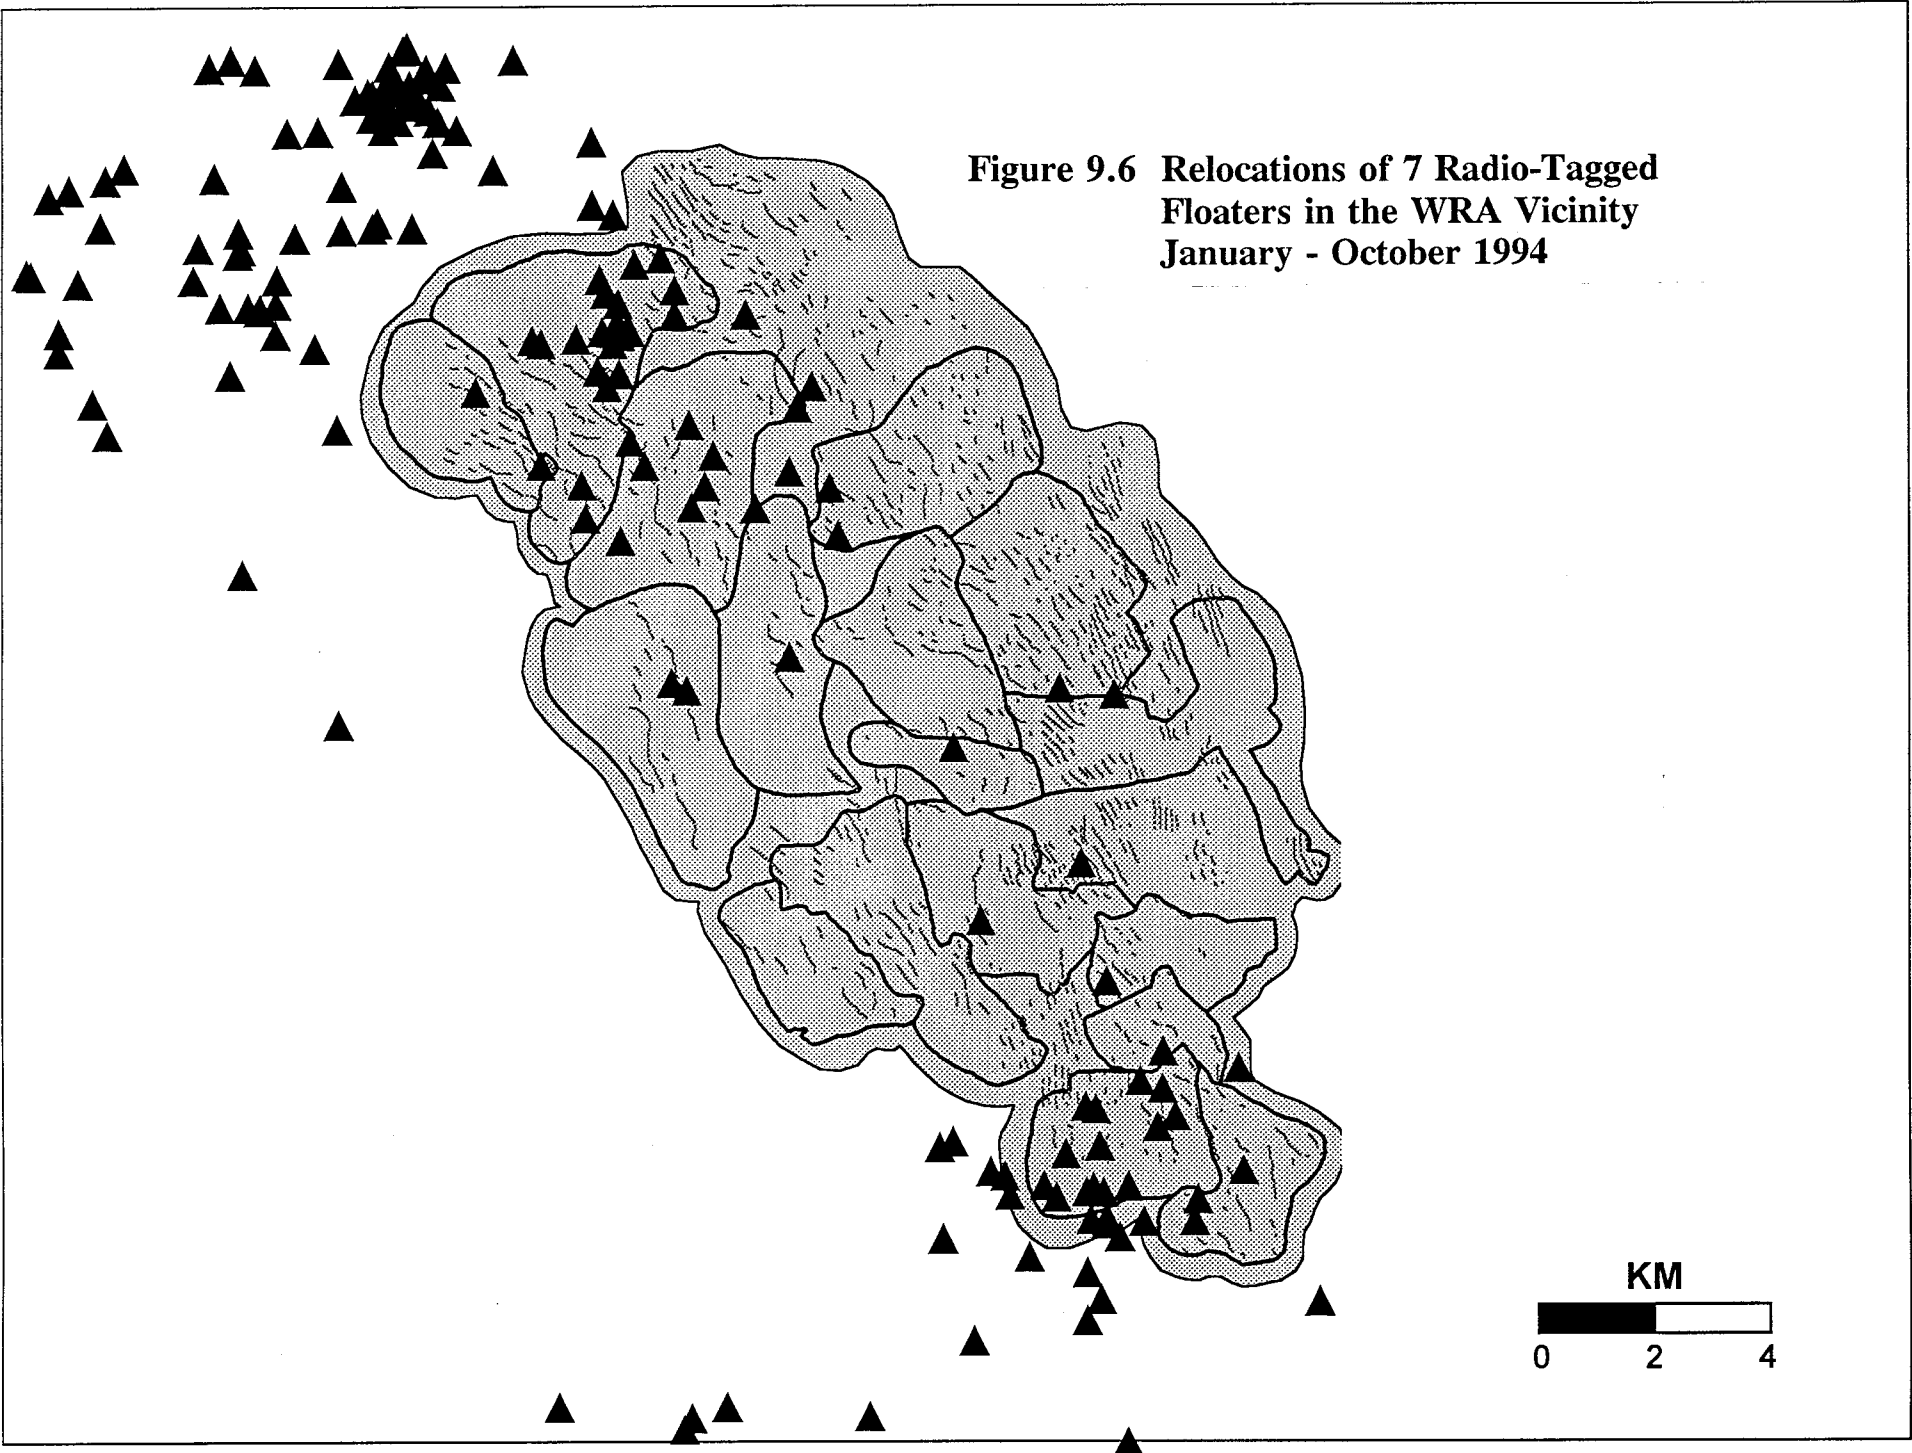 Figure 9.6 Relocations of 7 Radio-Tagged
Floaters in the WRA Vicinity
January - October 1994
KM
0 2 4